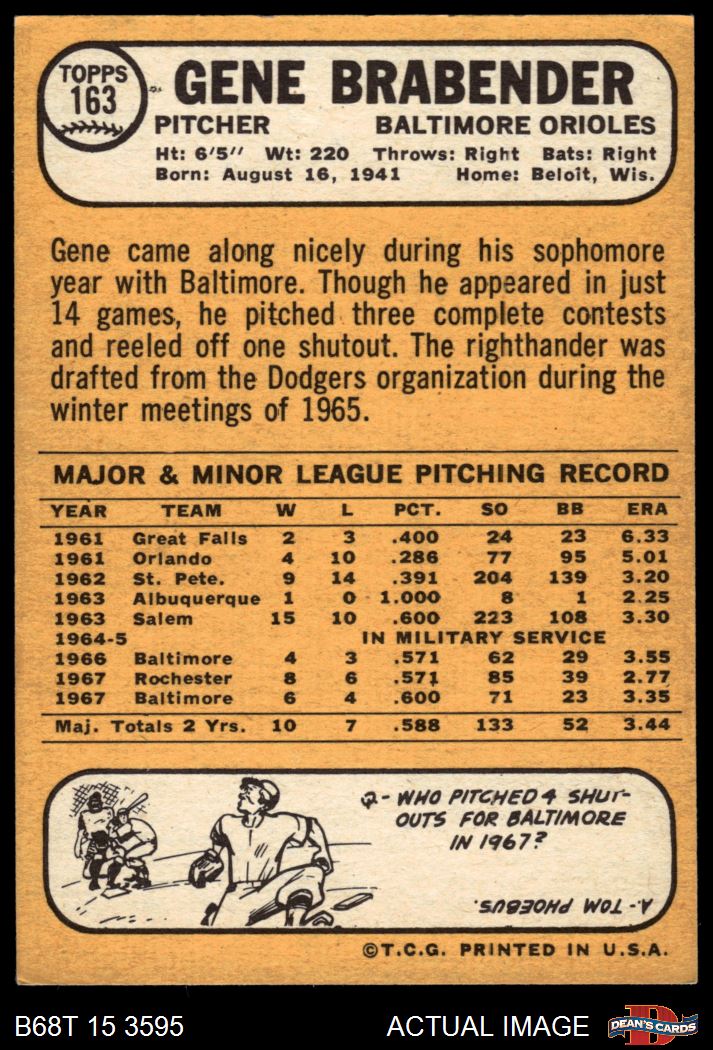 TOPPS
163
GENE BRABENDER
PITCHER BALTIMORE ORIOLES
Ht: 6'5" Wt: 220 Throws: Right Bats: Right
Born: August 16, 1941 Home: Beloit, Wis.
Gene came along nicely during his sophomore
year with Baltimore. Though he appeared in just
14 games, he pitched three complete contests
and reeled off one shutout. The righthander was
drafted from the Dodgers organization during the
winter meetings of 1965.
MAJOR & MINOR LEAGUE PITCHING RECORD
YEAR TEAM W L PCT. SO BB ERA
1961 Great Falls 2 3 .400 24 23 6.33
1961 Orlando 4 10 .286 77 95 5.01
1962 St. Pete. 9 14 .391 204 139 3.20
1963 Albuquerque 1 0 1.000 8 1 2.25
1963 Salem 15 10 .600 223 108 3.30
1964-5 IN MILITARY SERVICE
1966 Baltimore 4 3 .571 62 29 3.55
1967 Rochester 8 6 .571 85 39 2.77
1967 Baltimore 6 4 .600 71 23 3.35
Maj. Totals 2 Yrs. 10 7 .588 133 52 3.44
Q - WHO PITCHED 4 SHUT-
OUTS FOR BALTIMORE
IN 1967?
A - TOM PHOEBUS.
©T.C.G. PRINTED IN U.S.A.
B68T 15 3595 ACTUAL IMAGE
D
DEAN'S CARDS